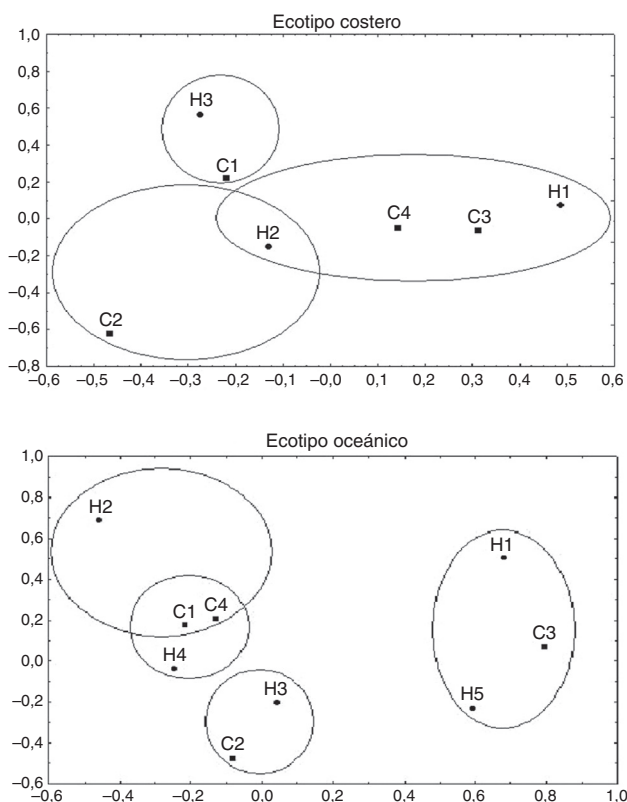 Ecotipo costero
1,0
0,8
0,6
0,4
0,2
0,0
–0,2
–0,4
–0,6
–0,8
H3
C1
H1
C4
C3
H2
C2
–0,6 –0,5 –0,4 –0,3 –0,2 –0,1 –0,0 0,1 0,2 0,3 0,4 0,5 0,6
Ecotipo oceánico
1,0
0,8
0,6
0,4
0,2
0,0
–0,2
–0,4
–0,6
H2
H1
C1 C4
C3
H4
H3
H5
C2
–0,6 –0,4 –0,2 0,0 0,2 0,4 0,6 0,8 1,0